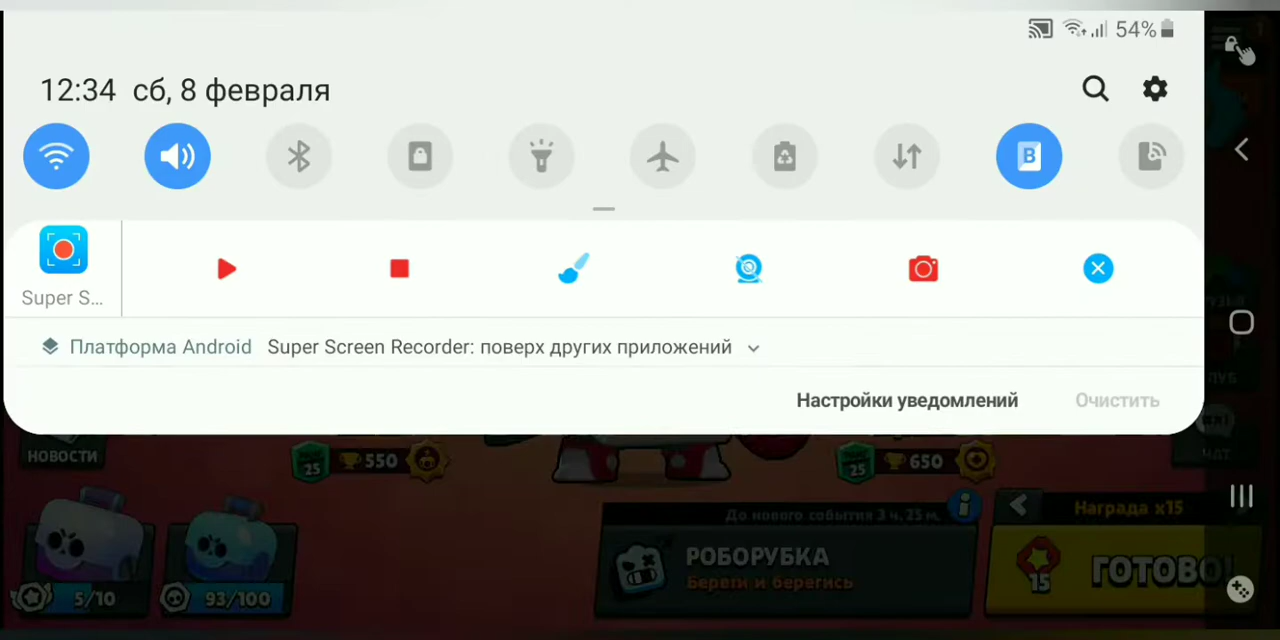 54%
12:34 сб, 8 февраля
B
Super S...
Платформа Android Super Screen Recorder: поверх других приложений
Настройки уведомлений Очистить
НОВОСТИ
25 550
25 650
ЧАТ
До нового события 3 ч. 25 м.
Награда x15
РОБОРУБКА
Береги и берегись
15 ГОТОВО!
5/10
93/100